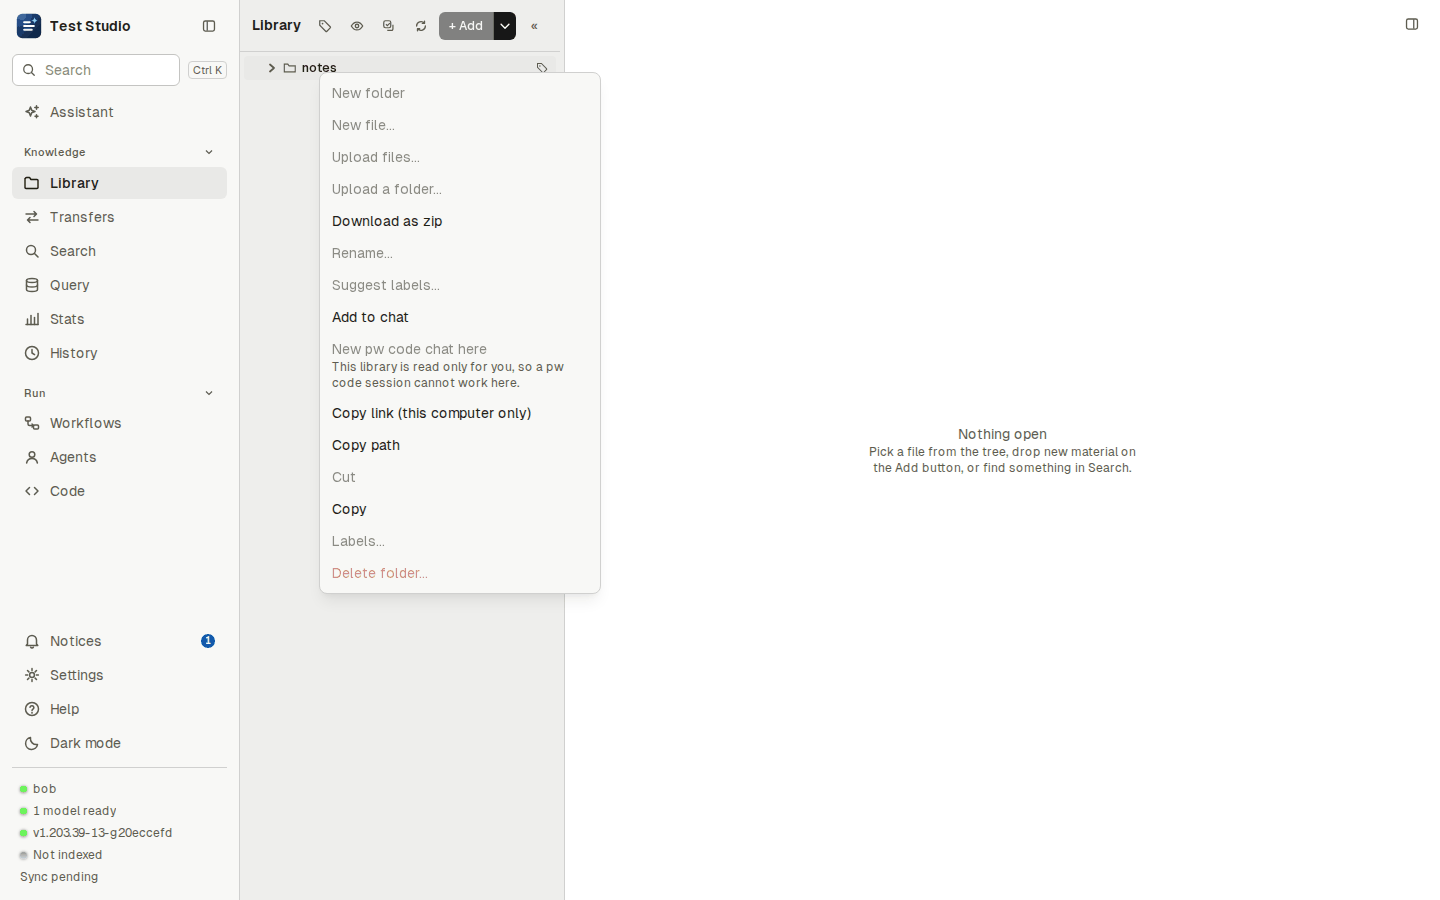 Test Studio
Search
Ctrl K
Assistant
Knowledge
Library
Transfers
Search
Query
Stats
History
Run
Workflows
Agents
Code
Notices
1
Settings
Help
Dark mode
bob
1 model ready
v1.203.39-13-g20eccefd
Not indexed
Sync pending
Library
+ Add
«
notes
New folder
New file...
Upload files...
Upload a folder...
Download as zip
Rename...
Suggest labels...
Add to chat
New pw code chat here
This library is read only for you, so a pw
code session cannot work here.
Copy link (this computer only)
Copy path
Cut
Copy
Labels...
Delete folder...
Nothing open
Pick a file from the tree, drop new material on
the Add button, or find something in Search.